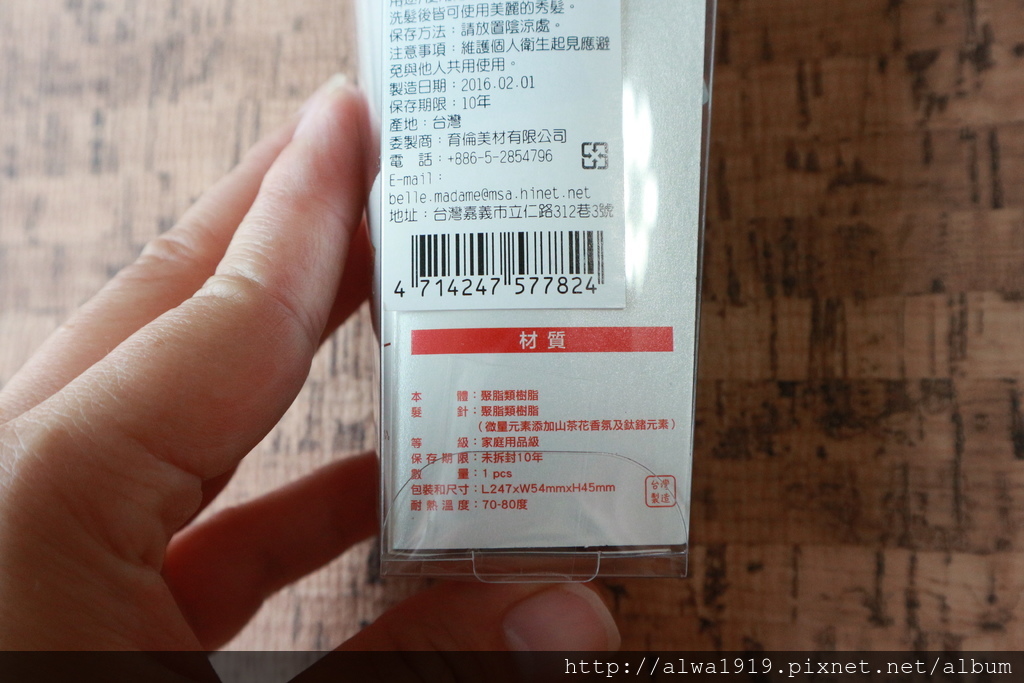 洗髮後皆可使用美麗的秀髮。
保存方法：請放置陰涼處。
注意事項：維護個人衛生起見應避
免與他人共用使用。
製造日期：2016.02.01
保存期限：10年
產地：台灣
委製商：育倫美材有限公司
電　話：+886-5-2854796
E-mail：
belle.madame@msa.hinet.net
地址：台灣嘉義市立仁路312巷3號
4 714247 577824
材質
本體：聚脂類樹脂
髮針：聚脂類樹脂
（微量元素添加山茶花香氛及鈦鍺元素）
等級：家庭用品級
保存期限：未拆封10年
數量：1 pcs
包裝和尺寸：L247xW54mmxH45mm
耐熱溫度：70-80度
台灣
製造
http://alwa1919.pixnet.net/album